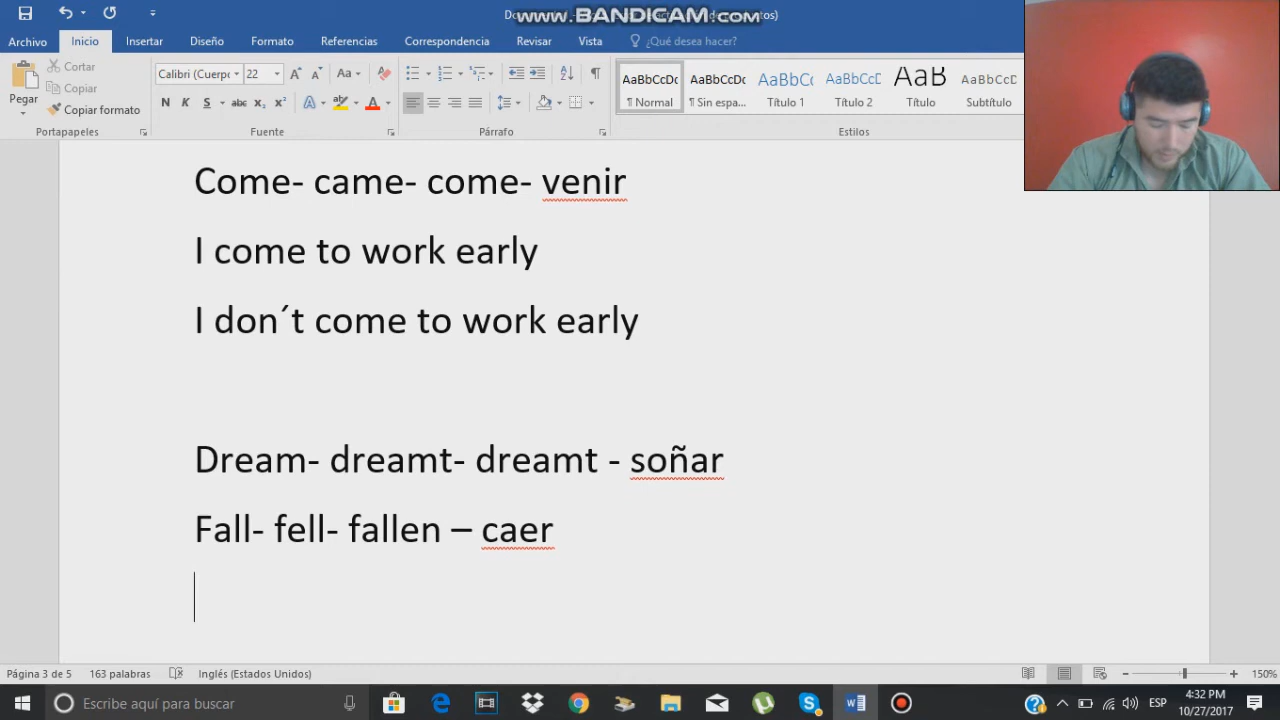 www.BANDICAM.com
Archivo Inicio Insertar Diseño Formato Referencias Correspondencia Revisar Vista ¿Qué desea hacer?
Pegar
Cortar
Copiar
Copiar formato
Portapapeles
Calibri (Cuerpo 22
Fuente
Párrafo
AaBbCcDc AaBbCcDc AaBbC( AaBbCcC AaB AaBbCcD
¶ Normal ¶ Sin espa... Título 1 Título 2 Título Subtítulo
Estilos
Come- came- come- venir
I come to work early
I don´t come to work early
Dream- dreamt- dreamt - soñar
Fall- fell- fallen – caer
Página 3 de 5 163 palabras Inglés (Estados Unidos) 150%
Escribe aquí para buscar
ESP
4:32 PM
10/27/2017